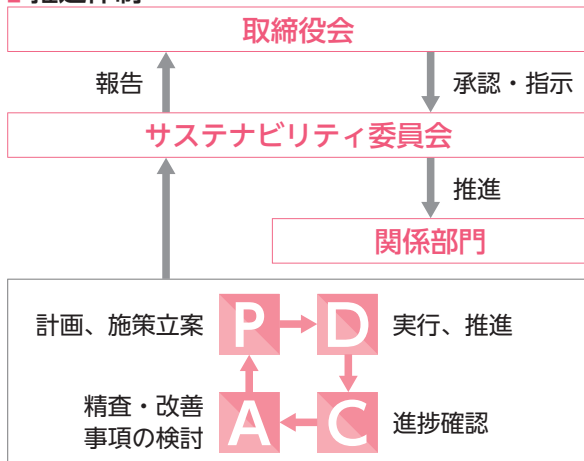 取締役会
報告
承認・指示
サステナビリティ委員会
推進
関係部門
計画、施策立案
P
D
実行、推進
精査・改善
事項の検討
A
C
進捗確認